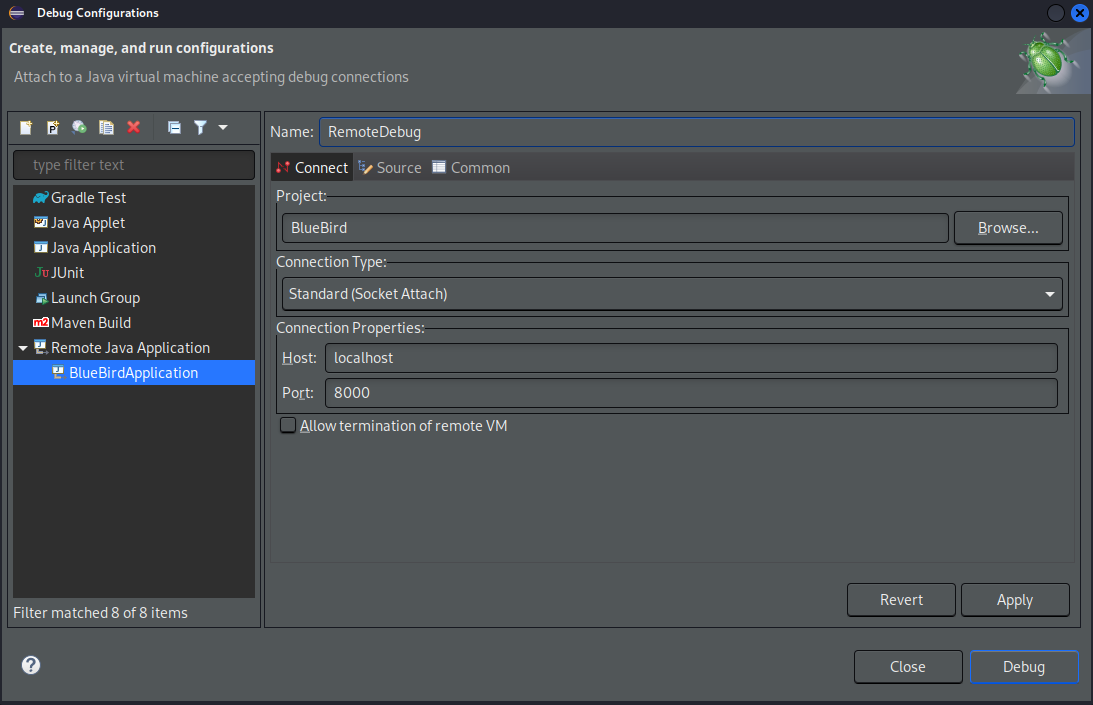 Debug Configurations
Create, manage, and run configurations
Attach to a Java virtual machine accepting debug connections
type filter text
Gradle Test
Java Applet
Java Application
JUnit
Launch Group
Maven Build
Remote Java Application
BlueBirdApplication
Filter matched 8 of 8 items
Name: RemoteDebug
Connect Source Common
Project:
BlueBird Browse...
Connection Type:
Standard (Socket Attach)
Connection Properties:
Host: localhost
Port: 8000
Allow termination of remote VM
Revert Apply
Close Debug